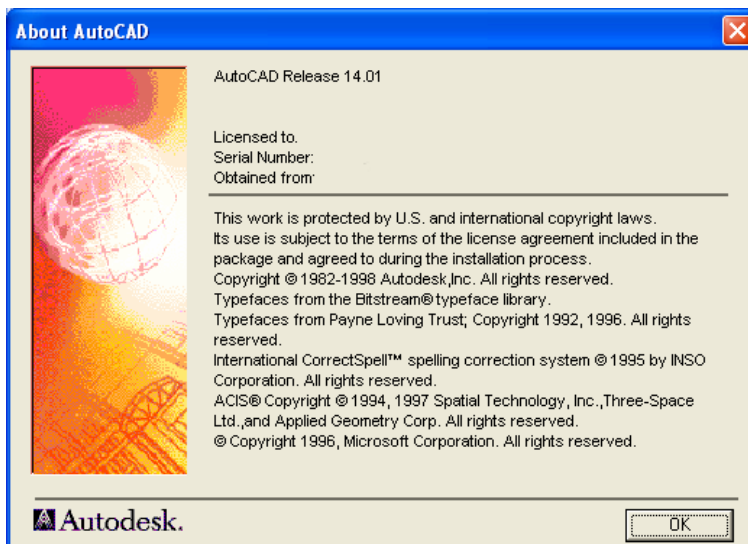 About AutoCAD
AutoCAD Release 14.01
Licensed to.
Serial Number:
Obtained from
This work is protected by U.S. and international copyright laws.
Its use is subject to the terms of the license agreement included in the
package and agreed to during the installation process.
Copyright © 1982-1998 Autodesk,Inc. All rights reserved.
Typefaces from the Bitstream® typeface library.
Typefaces from Payne Loving Trust; Copyright 1992, 1996. All rights
reserved.
International CorrectSpell™ spelling correction system © 1995 by INSO
Corporation. All rights reserved.
ACIS® Copyright © 1994, 1997 Spatial Technology, Inc.,Three-Space
Ltd.,and Applied Geometry Corp. All rights reserved.
© Copyright 1996, Microsoft Corporation. All rights reserved.
Autodesk.
OK